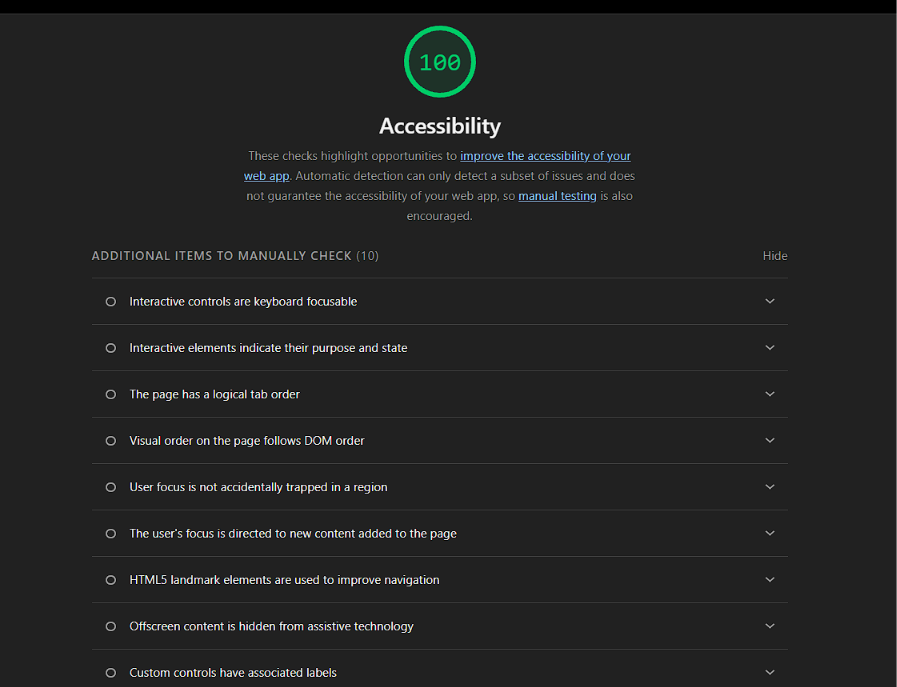 100
Accessibility
These checks highlight opportunities to improve the accessibility of your
web app. Automatic detection can only detect a subset of issues and does
not guarantee the accessibility of your web app, so manual testing is also
encouraged.
ADDITIONAL ITEMS TO MANUALLY CHECK (10) Hide
Interactive controls are keyboard focusable
Interactive elements indicate their purpose and state
The page has a logical tab order
Visual order on the page follows DOM order
User focus is not accidentally trapped in a region
The user's focus is directed to new content added to the page
HTML5 landmark elements are used to improve navigation
Offscreen content is hidden from assistive technology
Custom controls have associated labels